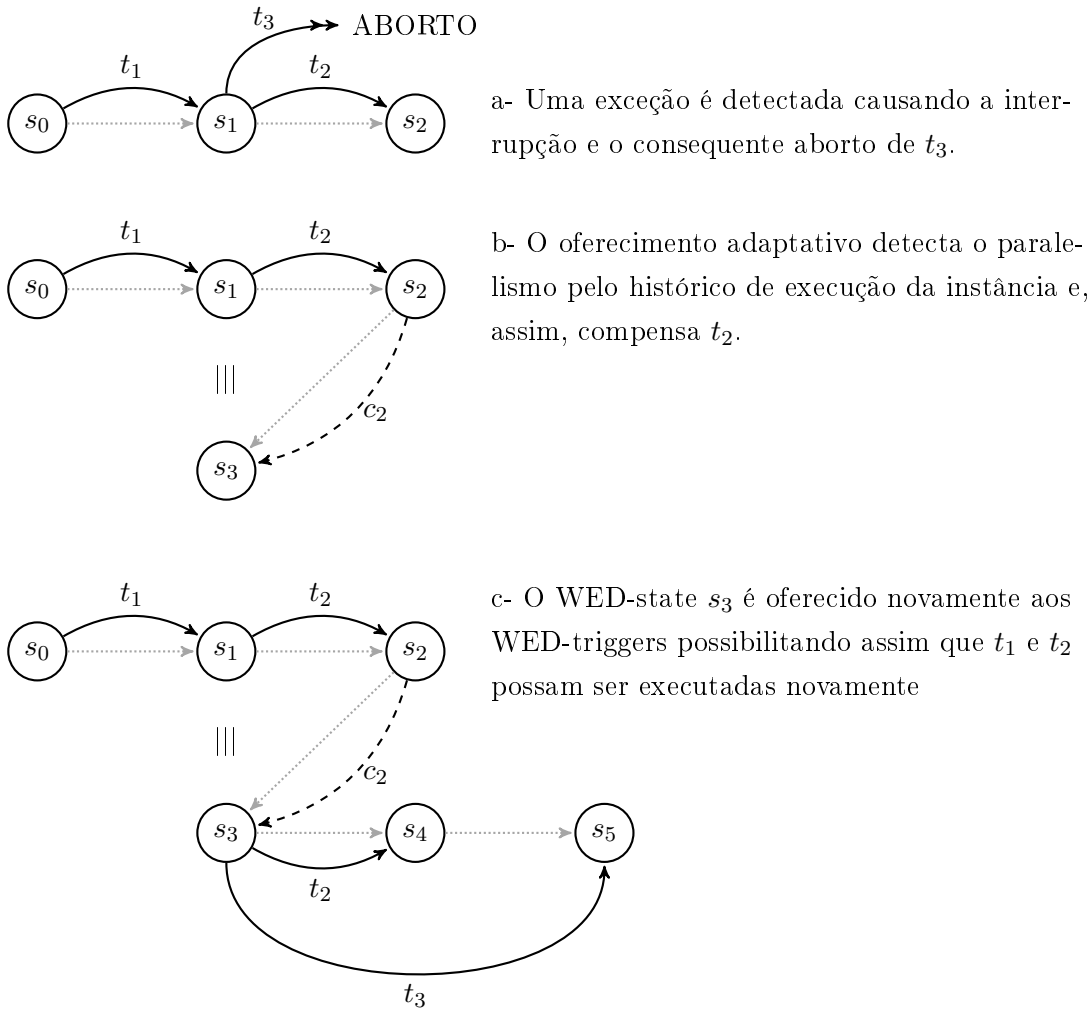 t₃ ABORTO
t₁ t₂
s₀ s₁ s₂
a- Uma exceção é detectada causando a inter-
rupção e o consequente aborto de t₃.
t₁ t₂
s₀ s₁ s₂
b- O oferecimento adaptativo detecta o parale-
lismo pelo histórico de execução da instância e,
assim, compensa t₂.
|||
c₂
s₃
t₁ t₂
s₀ s₁ s₂
c- O WED-state s₃ é oferecido novamente aos
WED-triggers possibilitando assim que t₁ e t₂
possam ser executadas novamente
|||
c₂
s₃ s₄ s₅
t₂
t₃